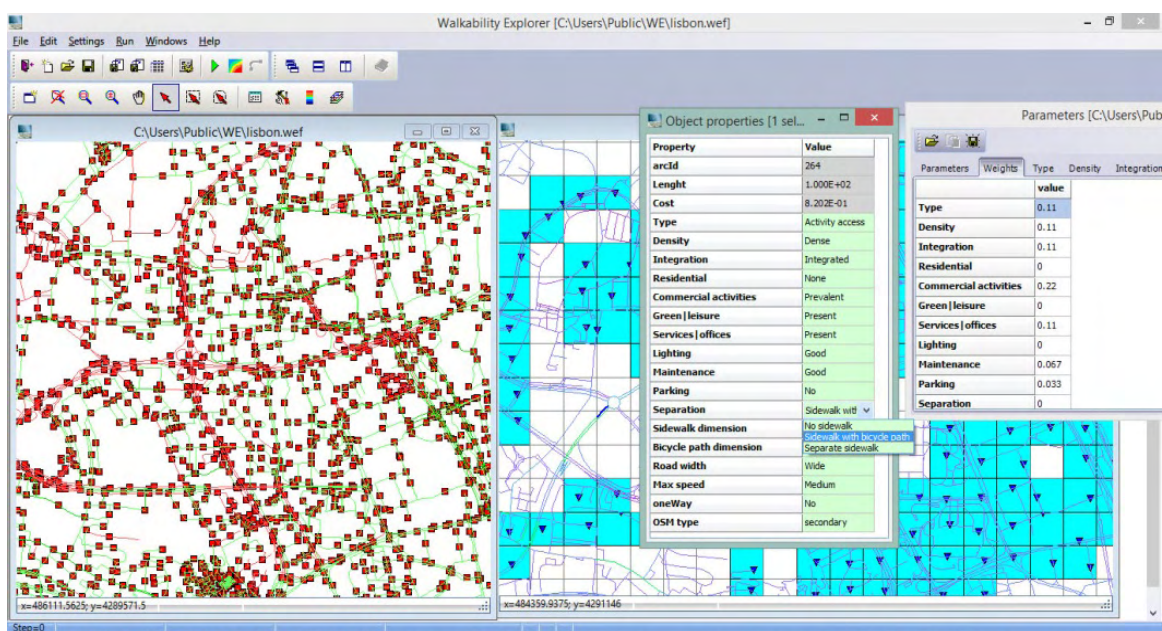 Walkability Explorer [C:\Users\Public\WE\lisbon.wef]
File Edit Settings Run Windows Help
C:\Users\Public\WE\lisbon.wef
x=486111.5625; y=4289571.5
x=484359.9375; y=4291146
Step=0
Object properties [1 sel...
Property Value
arcId 264
Lenght 1.000E+02
Cost 8.202E-01
Type Activity access
Density Dense
Integration Integrated
Residential None
Commercial activities Prevalent
Green|leisure Present
Services|offices Present
Lighting Good
Maintenance Good
Parking No
Separation Sidewalk wit
No sidewalk
Sidewalk with bicycle path
Separate sidewalk
Sidewalk dimension
Bicycle path dimension
Road width Wide
Max speed Medium
oneWay No
OSM type secondary
Parameters [C:\Users\Pub
Parameters Weights Type Density Integration
value
Type 0.11
Density 0.11
Integration 0.11
Residential 0
Commercial activities 0.22
Green|leisure 0
Services|offices 0.11
Lighting 0
Maintenance 0.067
Parking 0.033
Separation 0